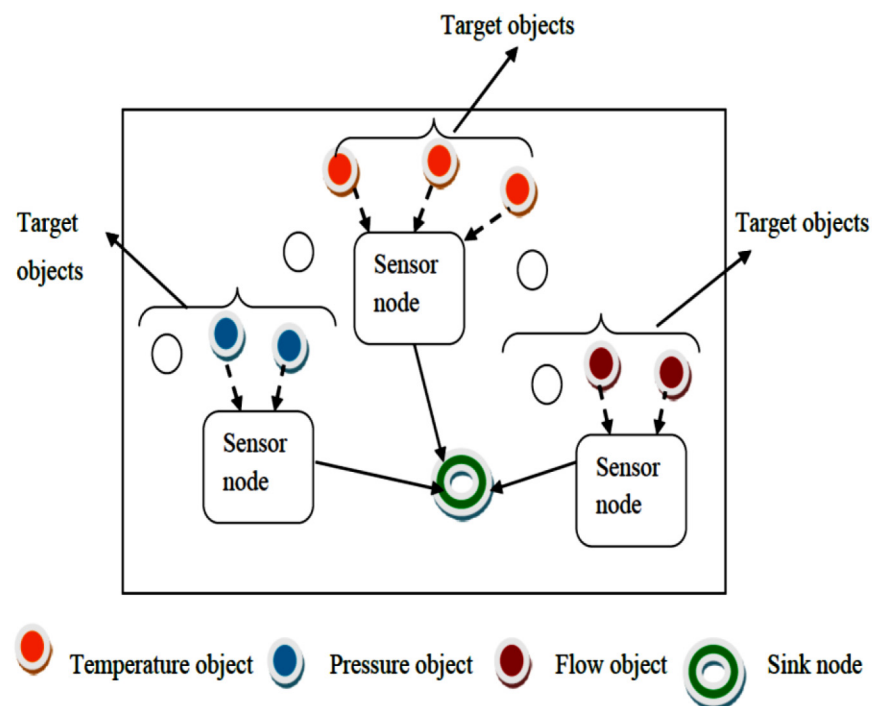 Target objects
Target
objects
Target objects
Sensor
node
Sensor
node
Sensor
node
Temperature object
Pressure object
Flow object
Sink node